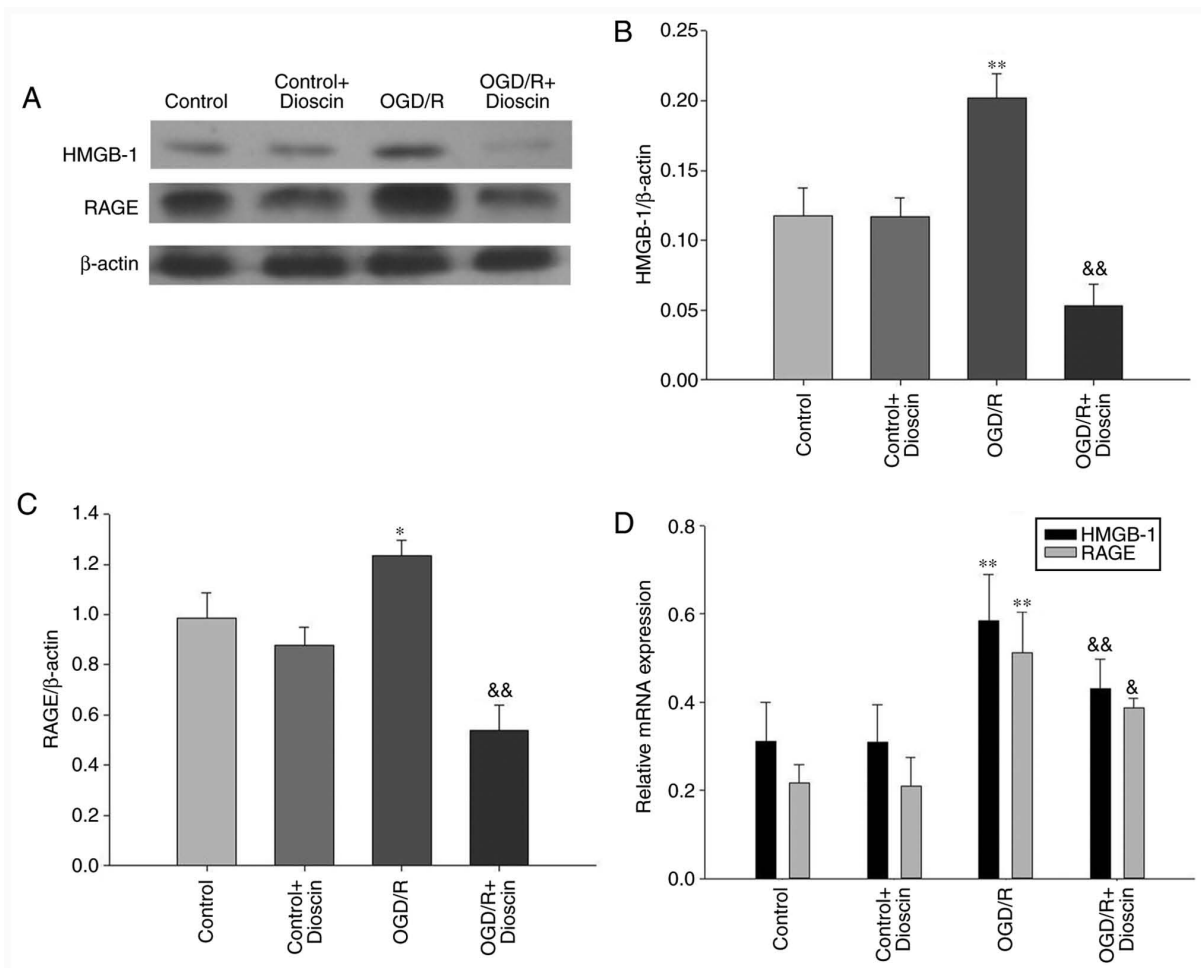 A
Control
Control+
Dioscin
OGD/R
OGD/R+
Dioscin
HMGB-1
RAGE
β-actin
B
0.25
0.20
0.15
0.10
0.05
0.00
HMGB-1/β-actin
**
&&
Control
Control+
Dioscin
OGD/R
OGD/R+
Dioscin
C
1.4
1.2
1.0
0.8
0.6
0.4
0.2
0.0
RAGE/β-actin
*
&&
Control
Control+
Dioscin
OGD/R
OGD/R+
Dioscin
D
0.8
0.6
0.4
0.2
0.0
Relative mRNA expression
HMGB-1
RAGE
**
**
&&
&
Control
Control+
Dioscin
OGD/R
OGD/R+
Dioscin